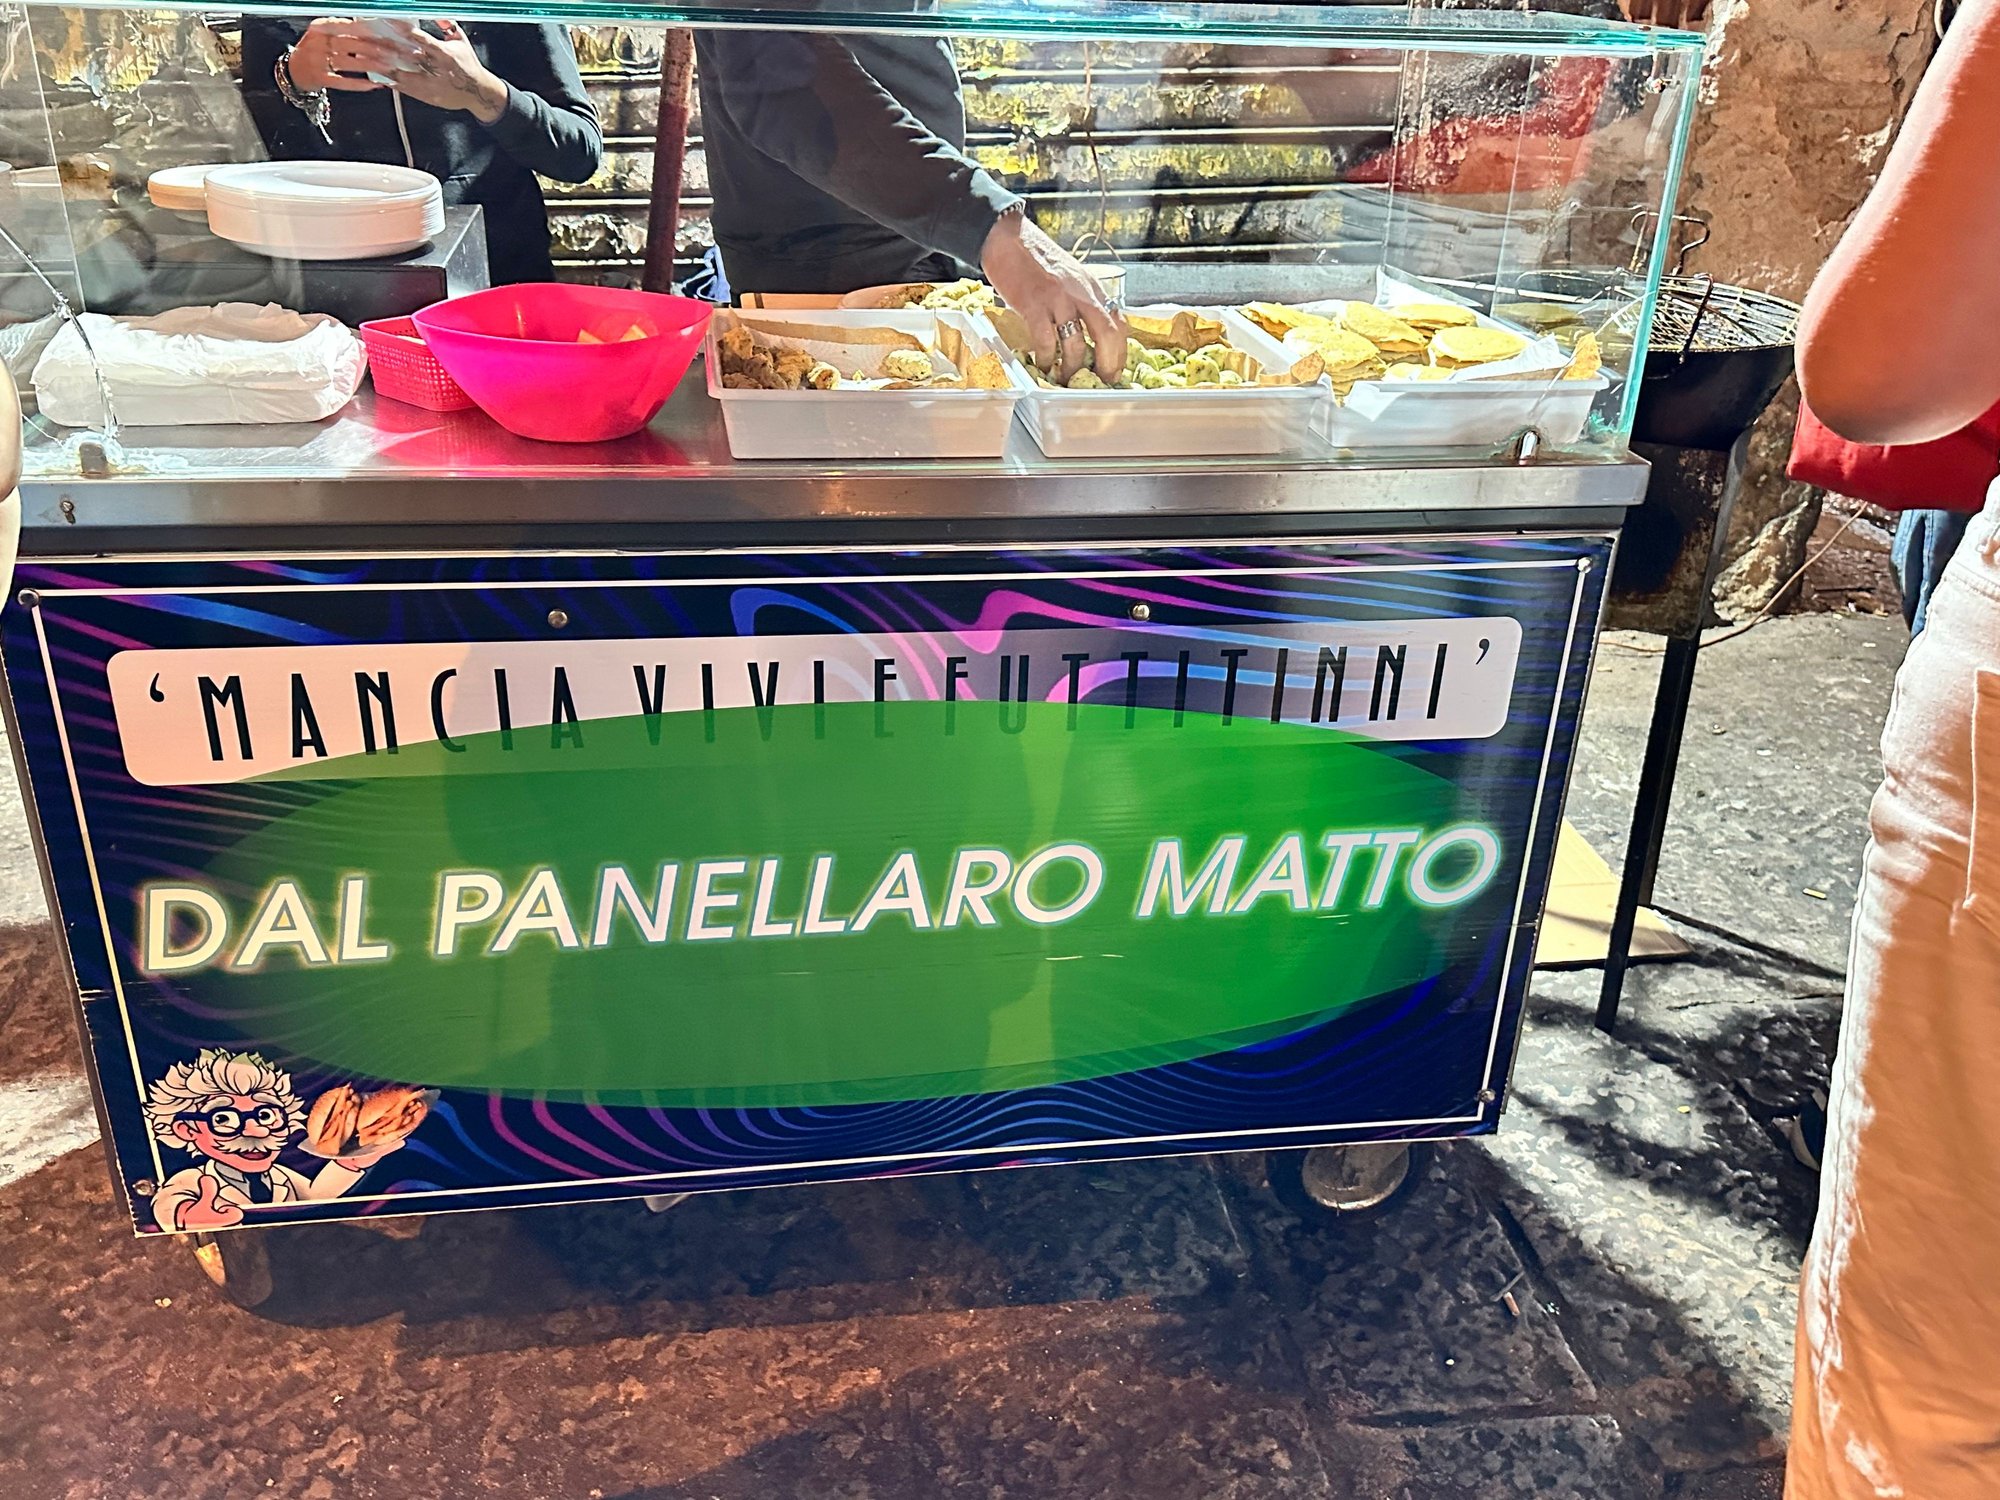 'MANCIA VIVI E FUTTITINNI'
DAL PANELLARO MATTO